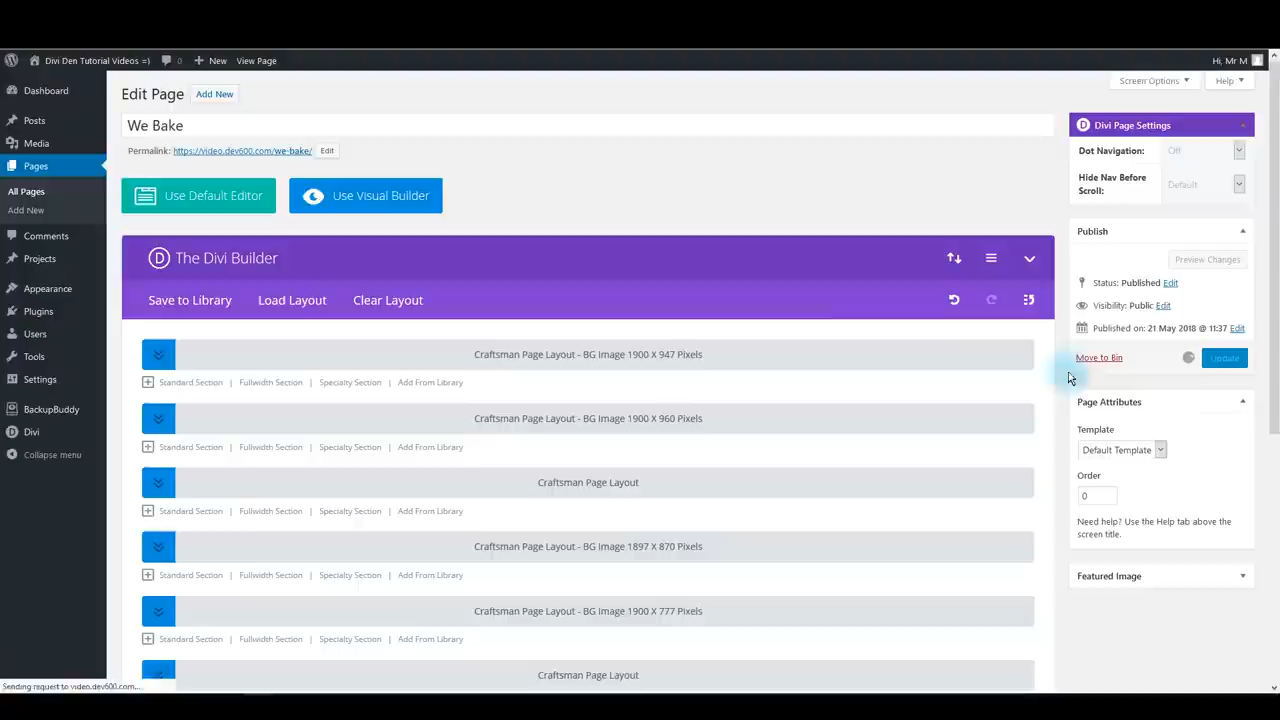 Divi Den Tutorial Videos =)
0
New
View Page
Hi, Mr M
Dashboard
Posts
Media
Pages
All Pages
Add New
Comments
Projects
Appearance
Plugins
Users
Tools
Settings
BackupBuddy
Divi
Collapse menu
Screen Options
Help
Edit Page
Add New
We Bake
Permalink: https://video.dev600.com/we-bake/ Edit
Use Default Editor
Use Visual Builder
The Divi Builder
Save to Library
Load Layout
Clear Layout
Craftsman Page Layout - BG Image 1900 X 947 Pixels
Standard Section | Fullwidth Section | Specialty Section | Add From Library
Craftsman Page Layout - BG Image 1900 X 960 Pixels
Standard Section | Fullwidth Section | Specialty Section | Add From Library
Craftsman Page Layout
Standard Section | Fullwidth Section | Specialty Section | Add From Library
Craftsman Page Layout - BG Image 1897 X 870 Pixels
Standard Section | Fullwidth Section | Specialty Section | Add From Library
Craftsman Page Layout - BG Image 1900 X 777 Pixels
Standard Section | Fullwidth Section | Specialty Section | Add From Library
Craftsman Page Layout
Divi Page Settings
Dot Navigation: Off
Hide Nav Before
Scroll:
Default
Publish
Preview Changes
Status: Published Edit
Visibility: Public Edit
Published on: 21 May 2018 @ 11:37 Edit
Move to Bin
Update
Page Attributes
Template
Default Template
Order
0
Need help? Use the Help tab above the
screen title.
Featured Image
Sending request to video.dev600.com...